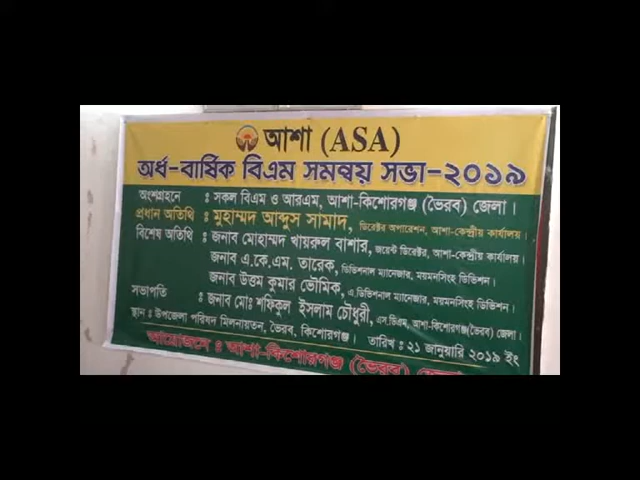 আশা (ASA)
অর্ধ-বার্ষিক বিএম সমন্বয় সভা-২০১৯
অংশগ্রহনে : সকল বিএম ও আরএম, আশা-কিশোরগঞ্জ (ভৈরব) জেলা।
প্রধান অতিথি : মুহাম্মদ আব্দুস সামাদ, ডিরেক্টর অপারেশন, আশা-কেন্দ্রীয় কার্যালয়।
বিশেষ অতিথি : জনাব মোহাম্মদ খায়রুল বাশার, জয়েন্ট ডিরেক্টর, আশা-কেন্দ্রীয় কার্যালয়।
জনাব এ.কে.এম. তারেক, ডিভিশনাল ম্যানেজার, ময়মনসিংহ ডিভিশন।
জনাব উত্তম কুমার ভৌমিক, এ.ডিভিশনাল ম্যানেজার, ময়মনসিংহ ডিভিশন।
সভাপতি : জনাব মোঃ শফিকুল ইসলাম চৌধুরী, এস.ডিএম, আশা-কিশোরগঞ্জ(ভৈরব) জেলা।
স্থান : উপজেলা পরিষদ মিলনায়তন, ভৈরব, কিশোরগঞ্জ। তারিখ : ২১ জানুয়ারি ২০১৯ ইং
আয়োজনে : আশা-কিশোরগঞ্জ (ভৈরব) জেলা